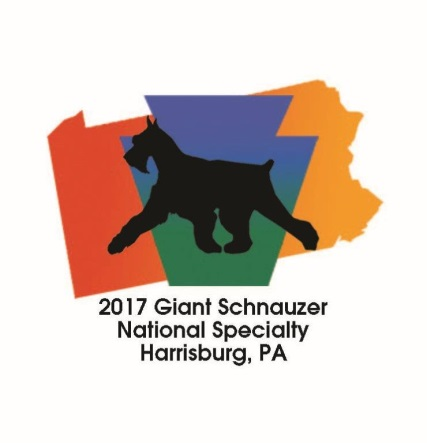 2017 Giant Schnauzer
National Specialty
Harrisburg, PA